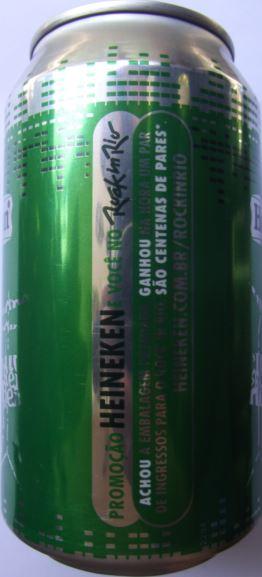 PROMOÇÃO HEINEKEN E VOCÊ NO Rock in Rio
ACHOU A EMBALAGEM GANHOU NA HORA UM PAR
DE INGRESSOS PARA O ROCK IN RIO SÃO CENTENAS DE PARES*
HEINEKEN.COM.BR/ROCKINRIO